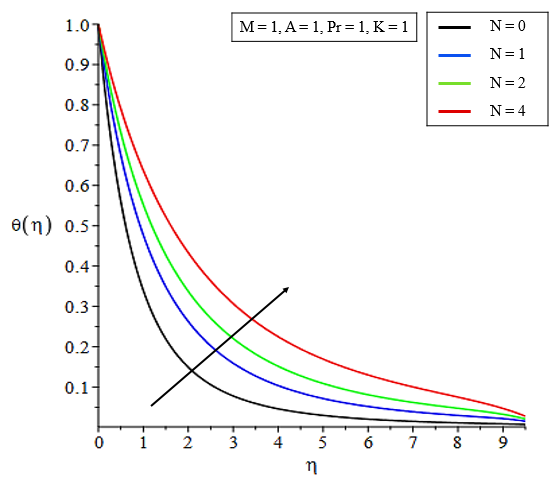 M = 1, A = 1, Pr = 1, K = 1
N = 0
N = 1
N = 2
N = 4
1.0
0.9
0.8
0.7
0.6
0.5
0.4
0.3
0.2
0.1
θ(η)
0 1 2 3 4 5 6 7 8 9
η